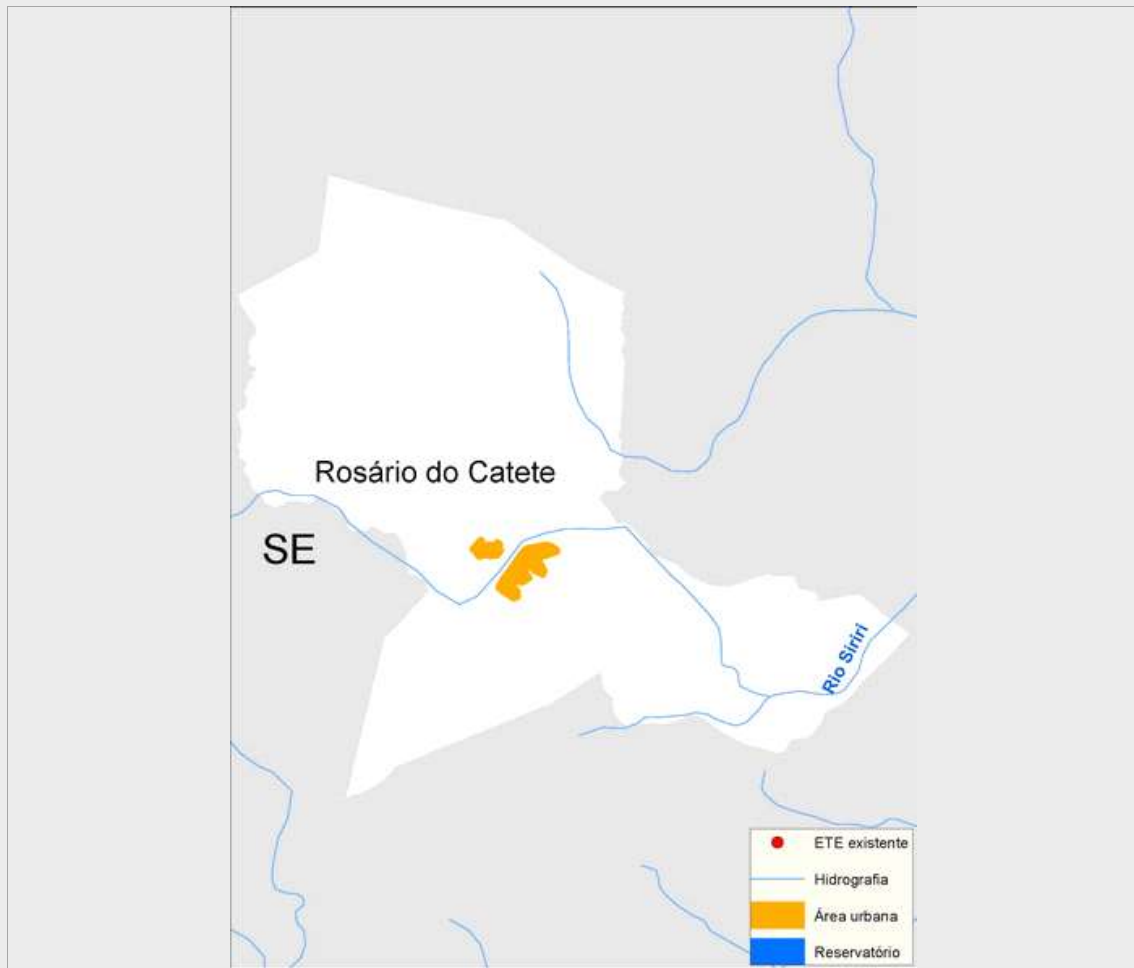 Rosário do Catete
SE
Rio Siriri
ETE existente
Hidrografia
Área urbana
Reservatório